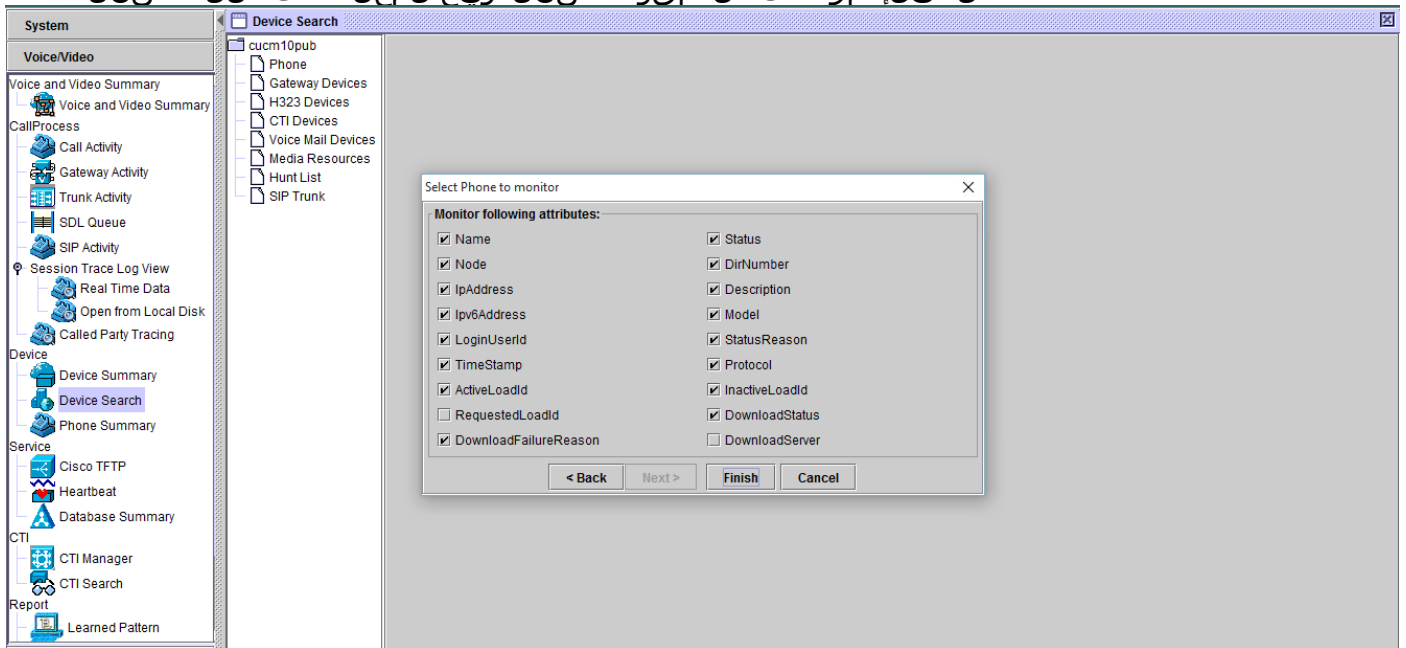 System
Voice/Video
Voice and Video Summary
Voice and Video Summary
CallProcess
Call Activity
Gateway Activity
Trunk Activity
SDL Queue
SIP Activity
Session Trace Log View
Real Time Data
Open from Local Disk
Called Party Tracing
Device
Device Summary
Device Search
Phone Summary
Service
Cisco TFTP
Heartbeat
Database Summary
CTI
CTI Manager
CTI Search
Report
Learned Pattern
Device Search
cucm10pub
Phone
Gateway Devices
H323 Devices
CTI Devices
Voice Mail Devices
Media Resources
Hunt List
SIP Trunk
Select Phone to monitor
Monitor following attributes:
Name
Status
Node
DirNumber
IpAddress
Description
Ipv6Address
Model
LoginUserId
StatusReason
TimeStamp
Protocol
ActiveLoadId
InactiveLoadId
RequestedLoadId
DownloadStatus
DownloadFailureReason
DownloadServer
< Back
Next >
Finish
Cancel